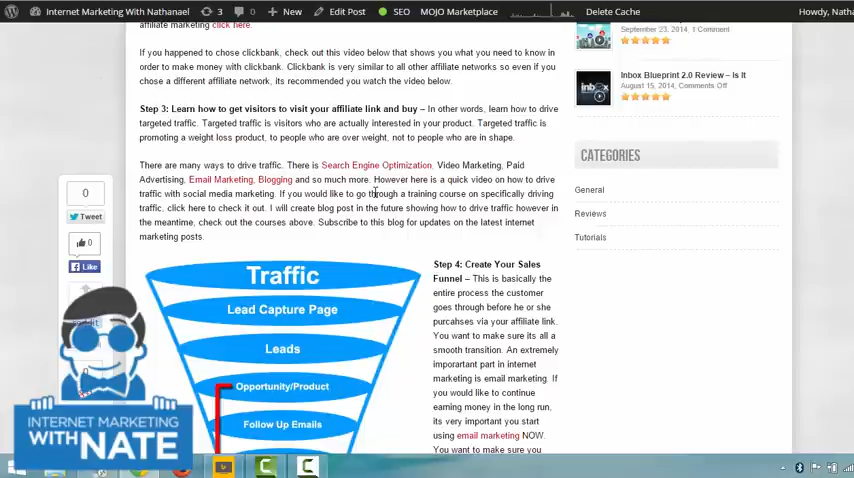 Internet Marketing With Nathanael 3 0 New Edit Post SEO MOJO Marketplace Delete Cache Howdy, Natha
affiliate marketing click here.
If you happened to chose clickbank, check out this video below that shows you what you need to know in
order to make money with clickbank. Clickbank is very similar to all other affiliate networks so even if you
chose a different affiliate network, its recommended you watch the video below.
Step 3: Learn how to get visitors to visit your affiliate link and buy – In other words, learn how to drive
targeted traffic. Targeted traffic is visitors who are actually interested in your product. Targeted traffic is
promoting a weight loss product, to people who are over weight, not to people who are in shape.
There are many ways to drive traffic. There is Search Engine Optimization, Video Marketing, Paid
Advertising, Email Marketing, Blogging and so much more. However here is a quick video on how to drive
traffic with social media marketing. If you would like to go through a training course on specifically driving
traffic, click here to check it out. I will create blog post in the future showing how to drive traffic however in
the meantime, check out the courses above. Subscribe to this blog for updates on the latest internet
marketing posts.
0
Tweet
0
Like
reddit
Traffic
Lead Capture Page
Leads
Opportunity/Product
Follow Up Emails
Step 4: Create Your Sales
Funnel – This is basically the
entire process the customer
goes through before he or she
purcahses via your affiliate link.
You want to make sure its all a
smooth transition. An extremely
imporartant part in internet
marketing is email marketing. If
you would like to continue
earning money in the long run,
its very important you start
using email marketing NOW.
You want to make sure you
September 23, 2014, 1 Comment
Inbox Blueprint 2.0 Review – Is It
August 15, 2014, Comments Off
inbox
CATEGORIES
General
Reviews
Tutorials
INTERNET MARKETING
WITH NATE